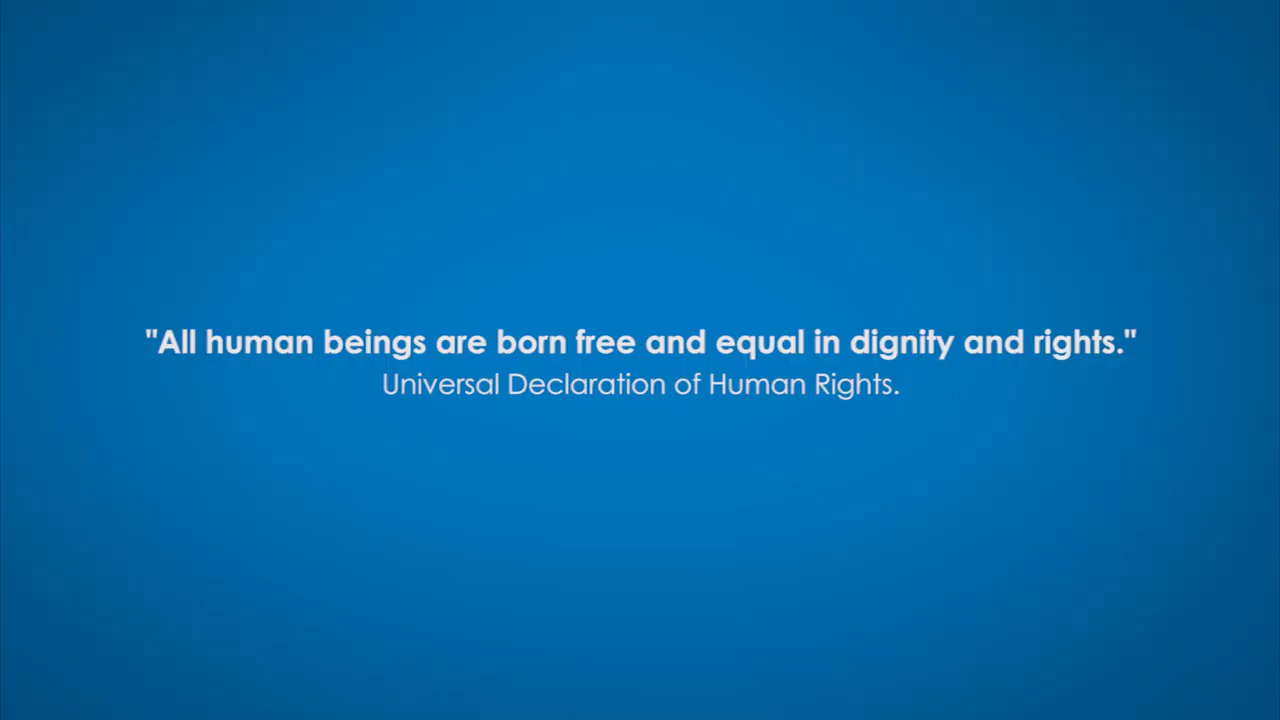 "All human beings are born free and equal in dignity and rights."
Universal Declaration of Human Rights.